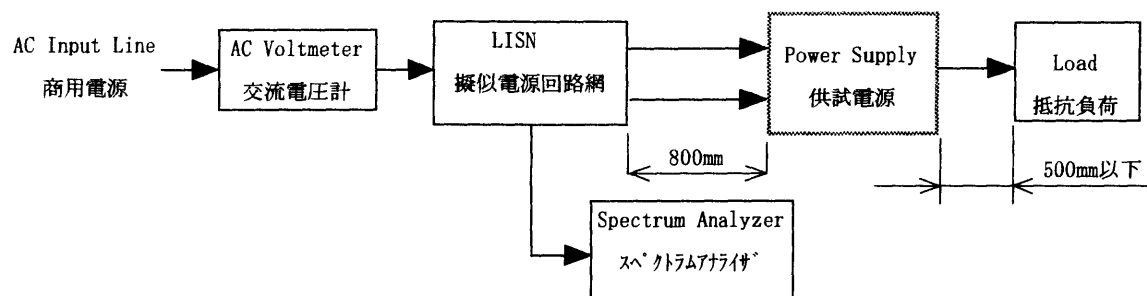 AC Input Line
商用電源
AC Voltmeter
交流電圧計
LISN
擬似電源回路網
Power Supply
供試電源
Load
抵抗負荷
800mm
500mm以下
Spectrum Analyzer
スペクトラムアナライザ